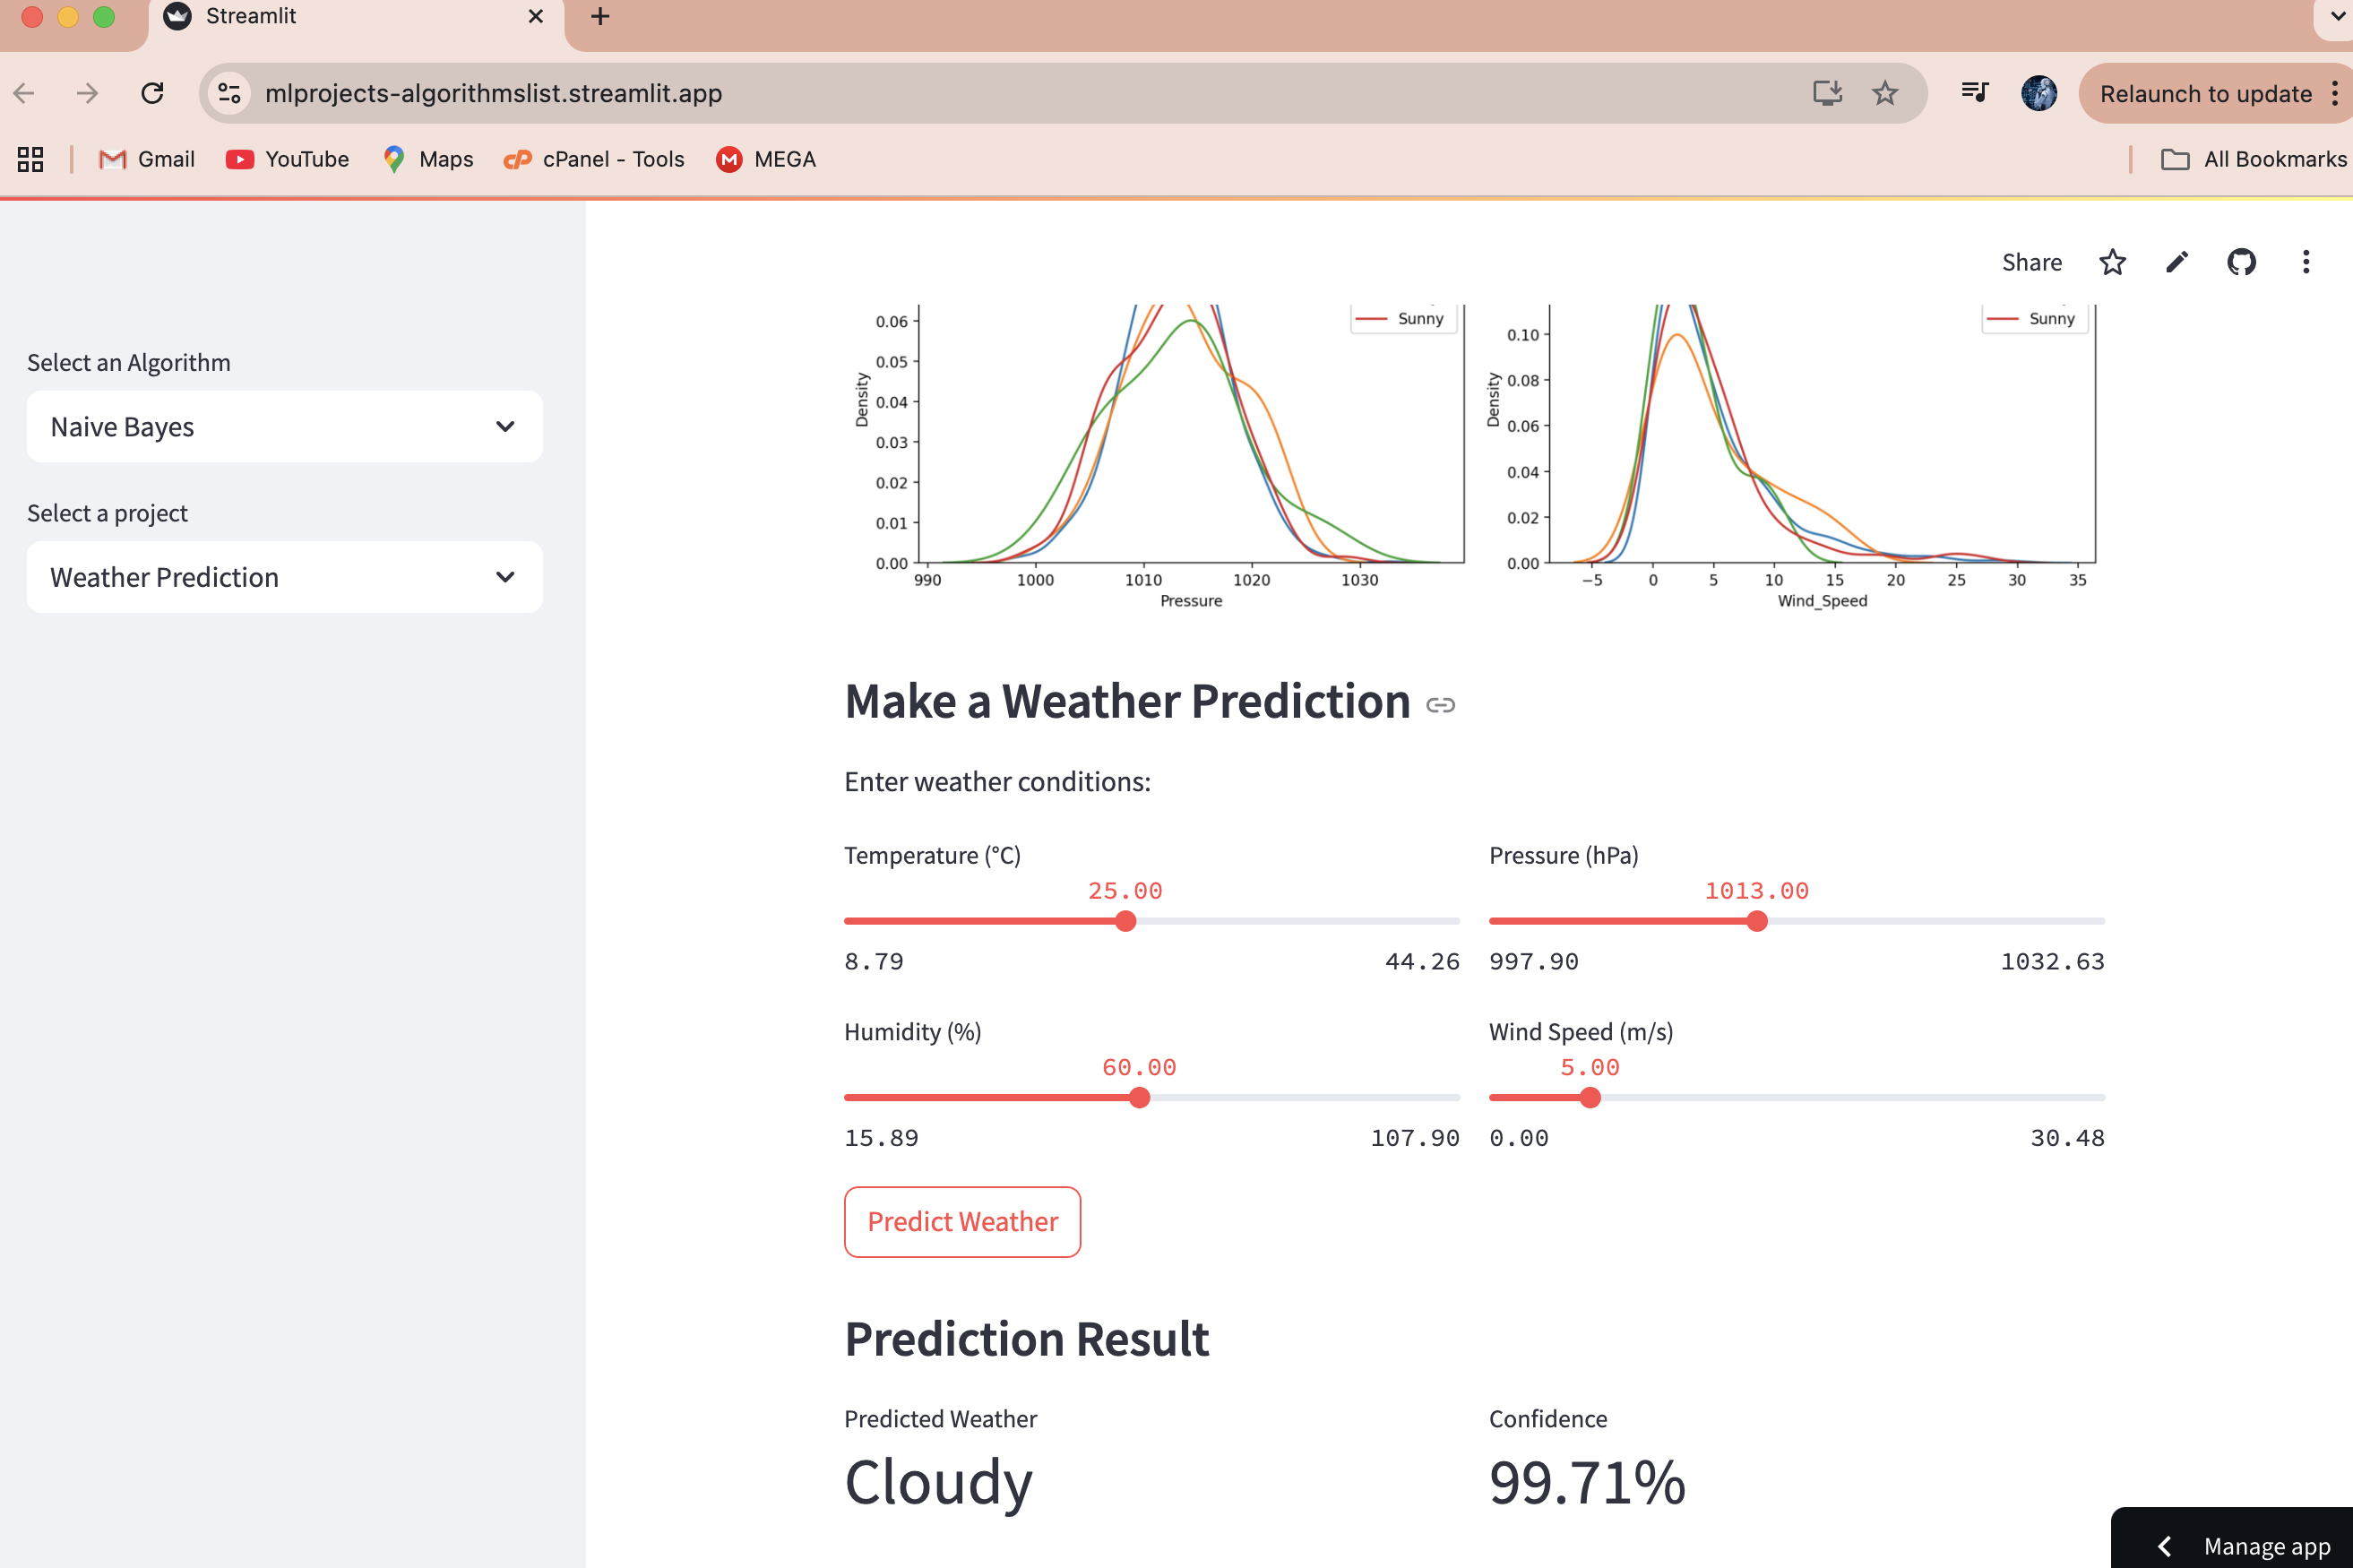 Streamlit
mlprojects-algorithmslist.streamlit.app
Relaunch to update
Gmail
YouTube
Maps
cPanel - Tools
MEGA
All Bookmarks
Share
Select an Algorithm
Naive Bayes
Select a project
Weather Prediction
Sunny
0.06
0.05
0.04
0.03
0.02
0.01
0.00
Density
990 1000 1010 1020 1030
Pressure
Sunny
0.10
0.08
0.06
0.04
0.02
0.00
Density
−5 0 5 10 15 20 25 30 35
Wind_Speed
Make a Weather Prediction
Enter weather conditions:
Temperature (°C)
25.00
8.79 44.26
Pressure (hPa)
1013.00
997.90 1032.63
Humidity (%)
60.00
15.89 107.90
Wind Speed (m/s)
5.00
0.00 30.48
Predict Weather
Prediction Result
Predicted Weather
Cloudy
Confidence
99.71%
Manage app